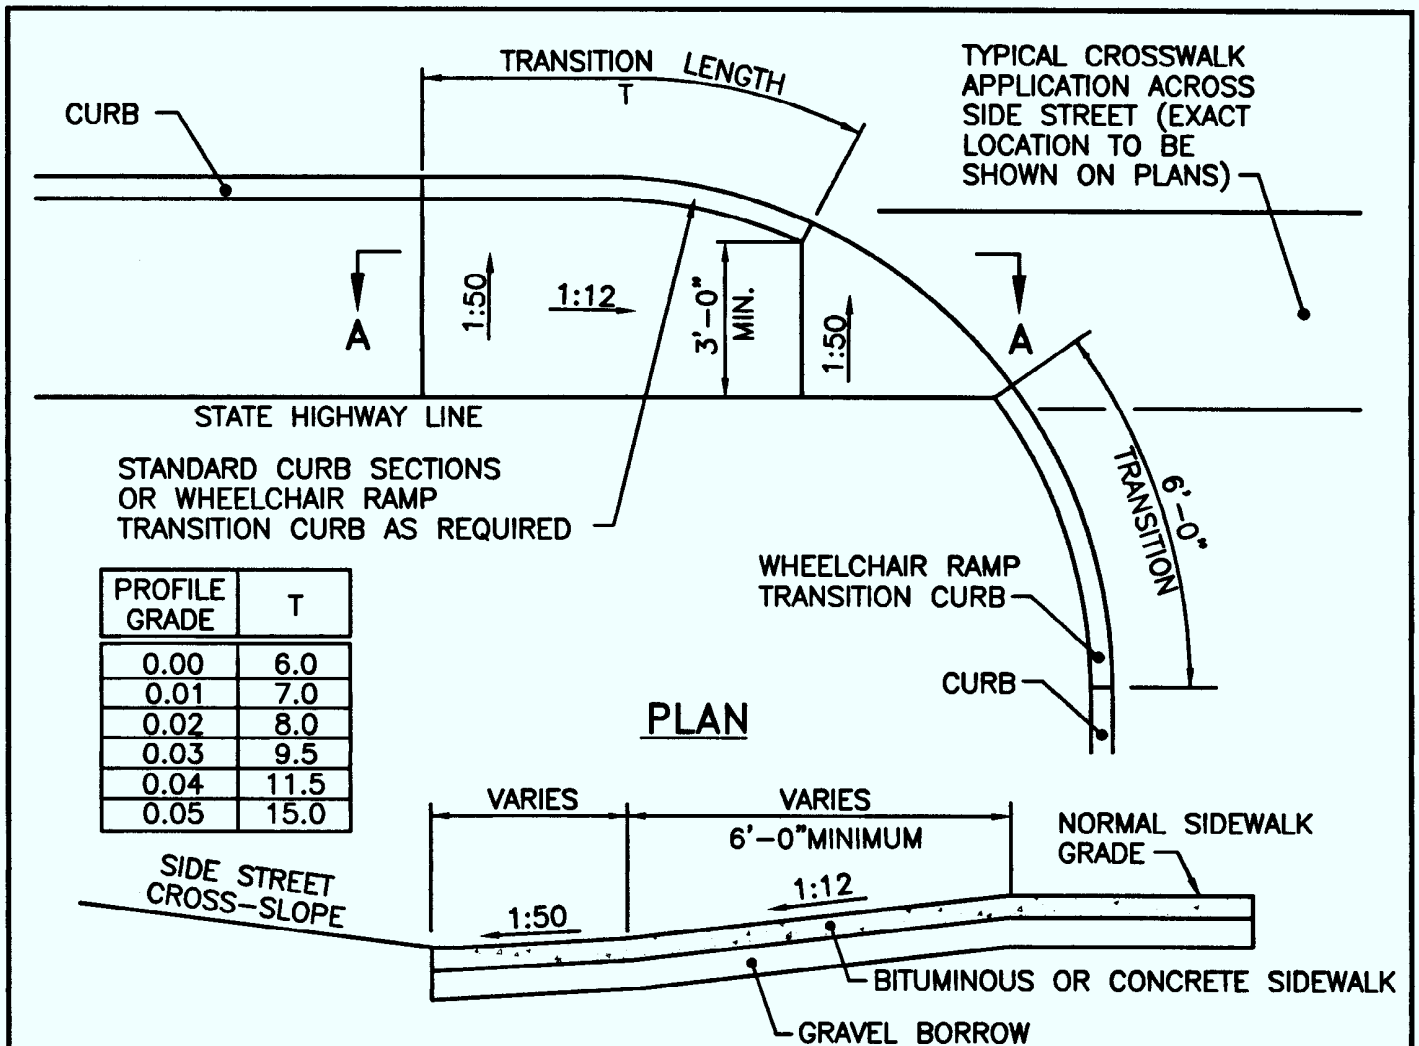 TRANSITION LENGTH
T
TYPICAL CROSSWALK
APPLICATION ACROSS
SIDE STREET (EXACT
LOCATION TO BE
SHOWN ON PLANS)
CURB
A
1:50
1:12
3'-0"
MIN.
1:50
A
STATE HIGHWAY LINE
STANDARD CURB SECTIONS
OR WHEELCHAIR RAMP
TRANSITION CURB AS REQUIRED
6'-0"
TRANSITION
WHEELCHAIR RAMP
TRANSITION CURB
CURB
PROFILE GRADE T
0.00 6.0
0.01 7.0
0.02 8.0
0.03 9.5
0.04 11.5
0.05 15.0
PLAN
VARIES
VARIES
6'-0"MINIMUM
NORMAL SIDEWALK
GRADE
SIDE STREET
CROSS-SLOPE
1:50
1:12
BITUMINOUS OR CONCRETE SIDEWALK
GRAVEL BORROW